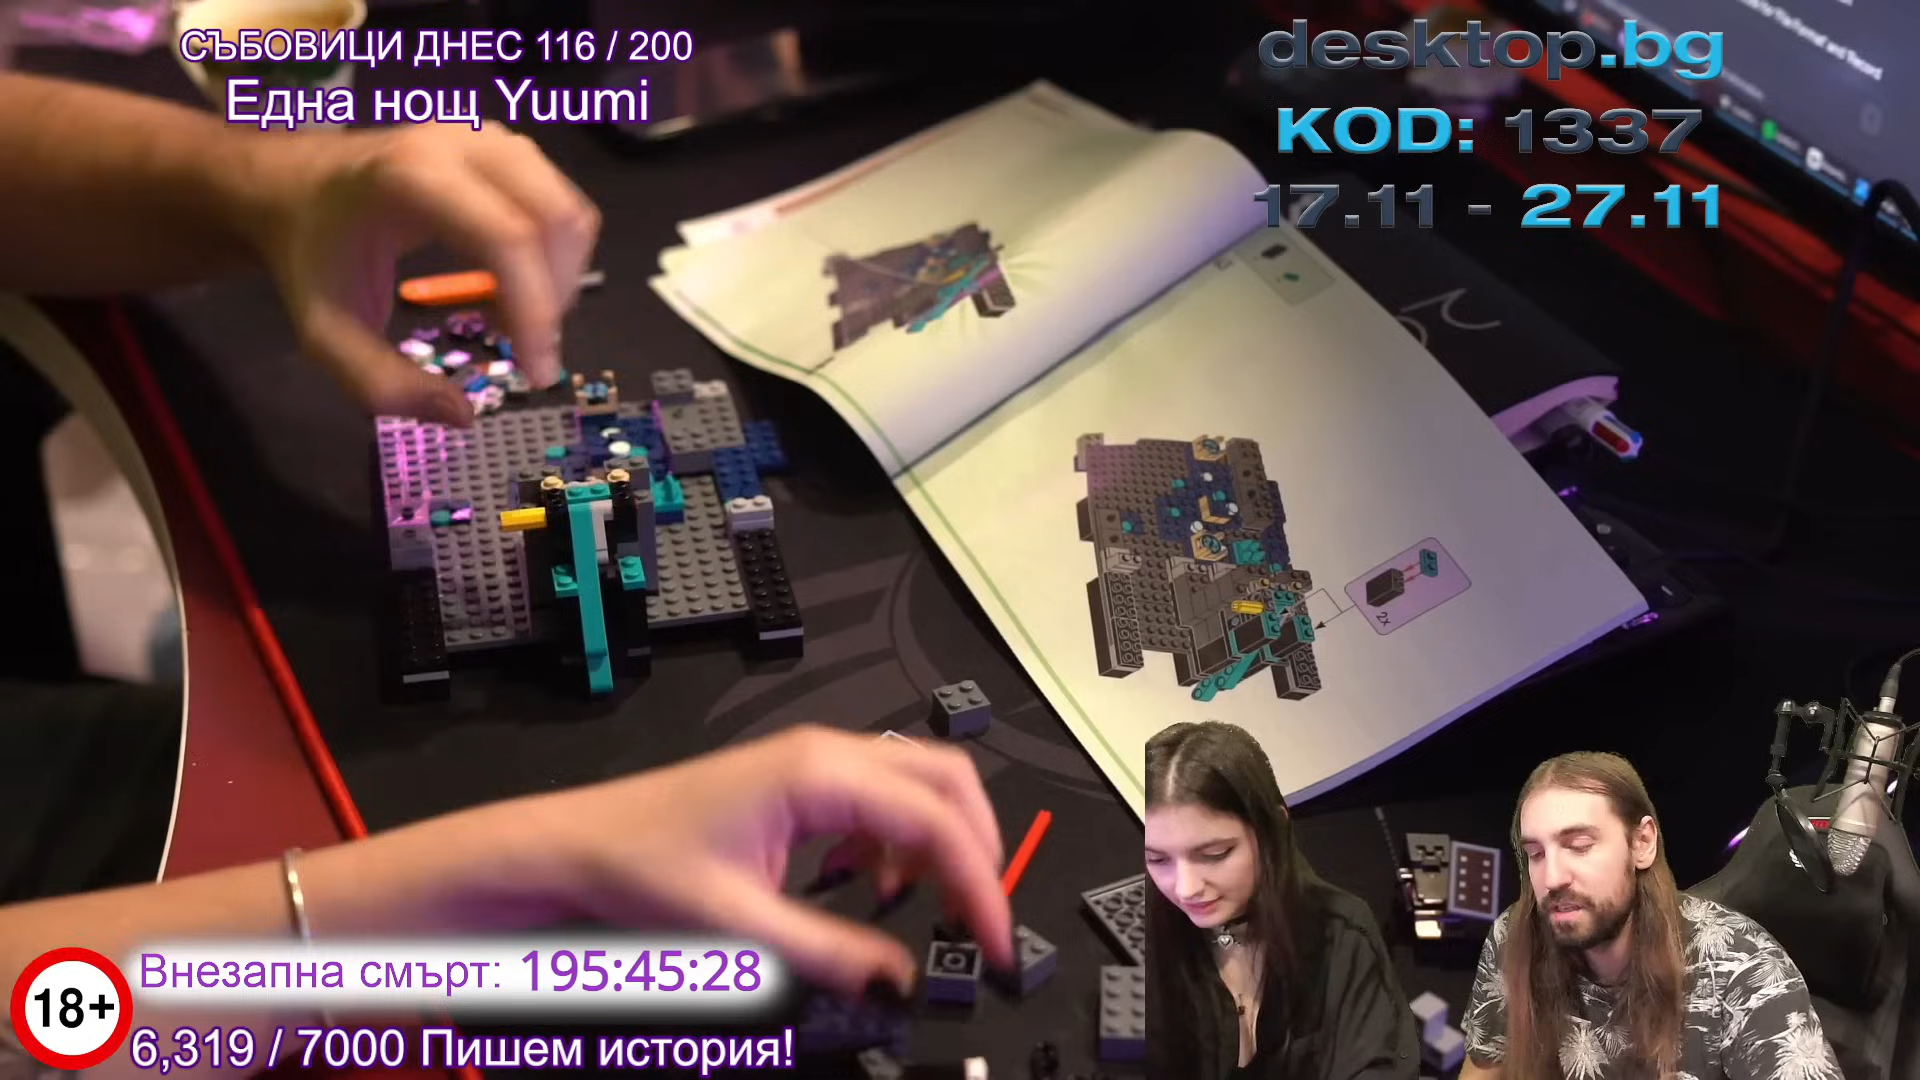 СЪБОВИЦИ ДНЕС 116 / 200
Една нощ Yuumi
desktop.bg
KOD: 1337
17.11 - 27.11
2x
18+
Внезапна смърт: 195:45:28
6,319 / 7000 Пишем история!